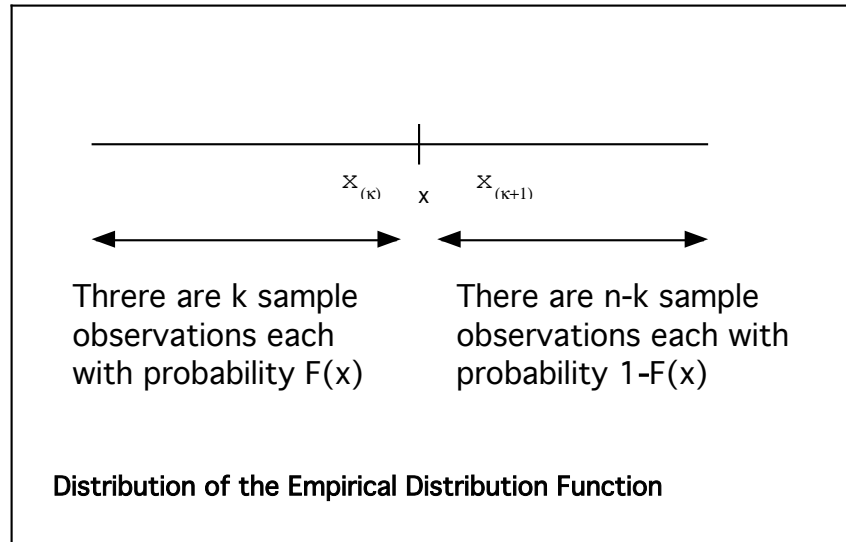 X(κ) x X(κ+1)
Threre are k sample
observations each
with probability F(x)
There are n-k sample
observations each with
probability 1-F(x)
Distribution of the Empirical Distribution Function